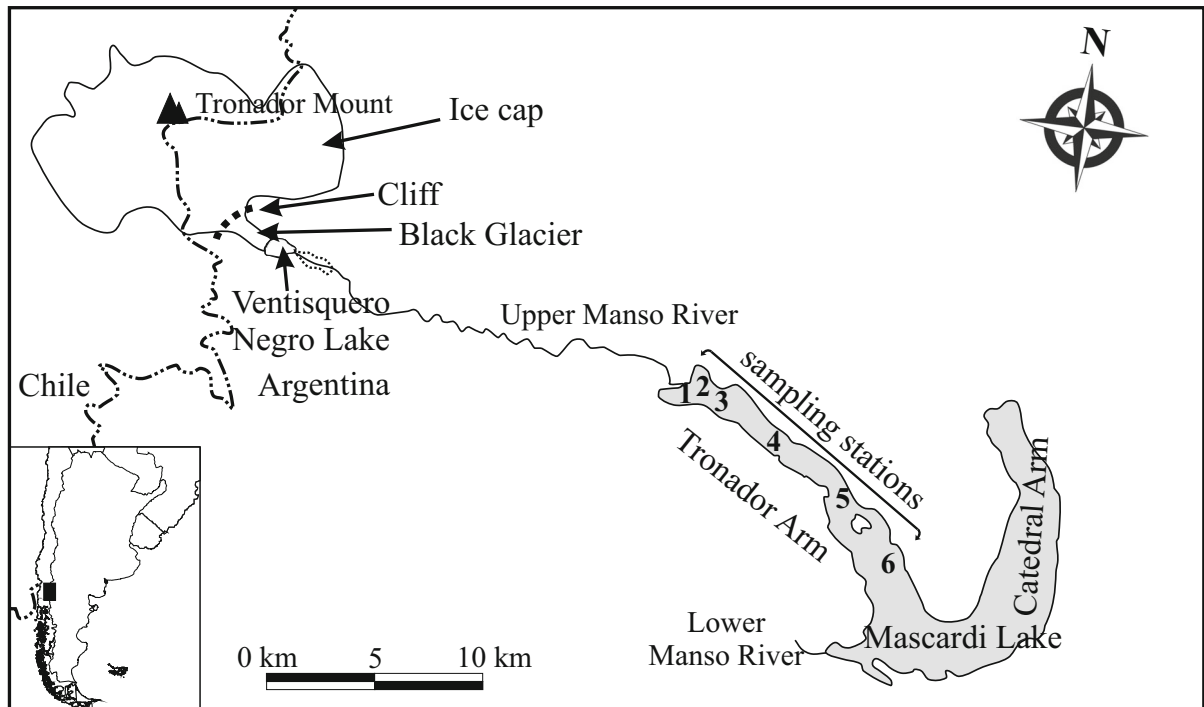 N
Tronador Mount
Ice cap
Cliff
Black Glacier
Ventisquero
Negro Lake
Upper Manso River
Chile
Argentina
sampling stations
1
2
3
4
5
6
Tronador Arm
Catedral Arm
Lower
Manso River
Mascardi Lake
0 km 5 10 km